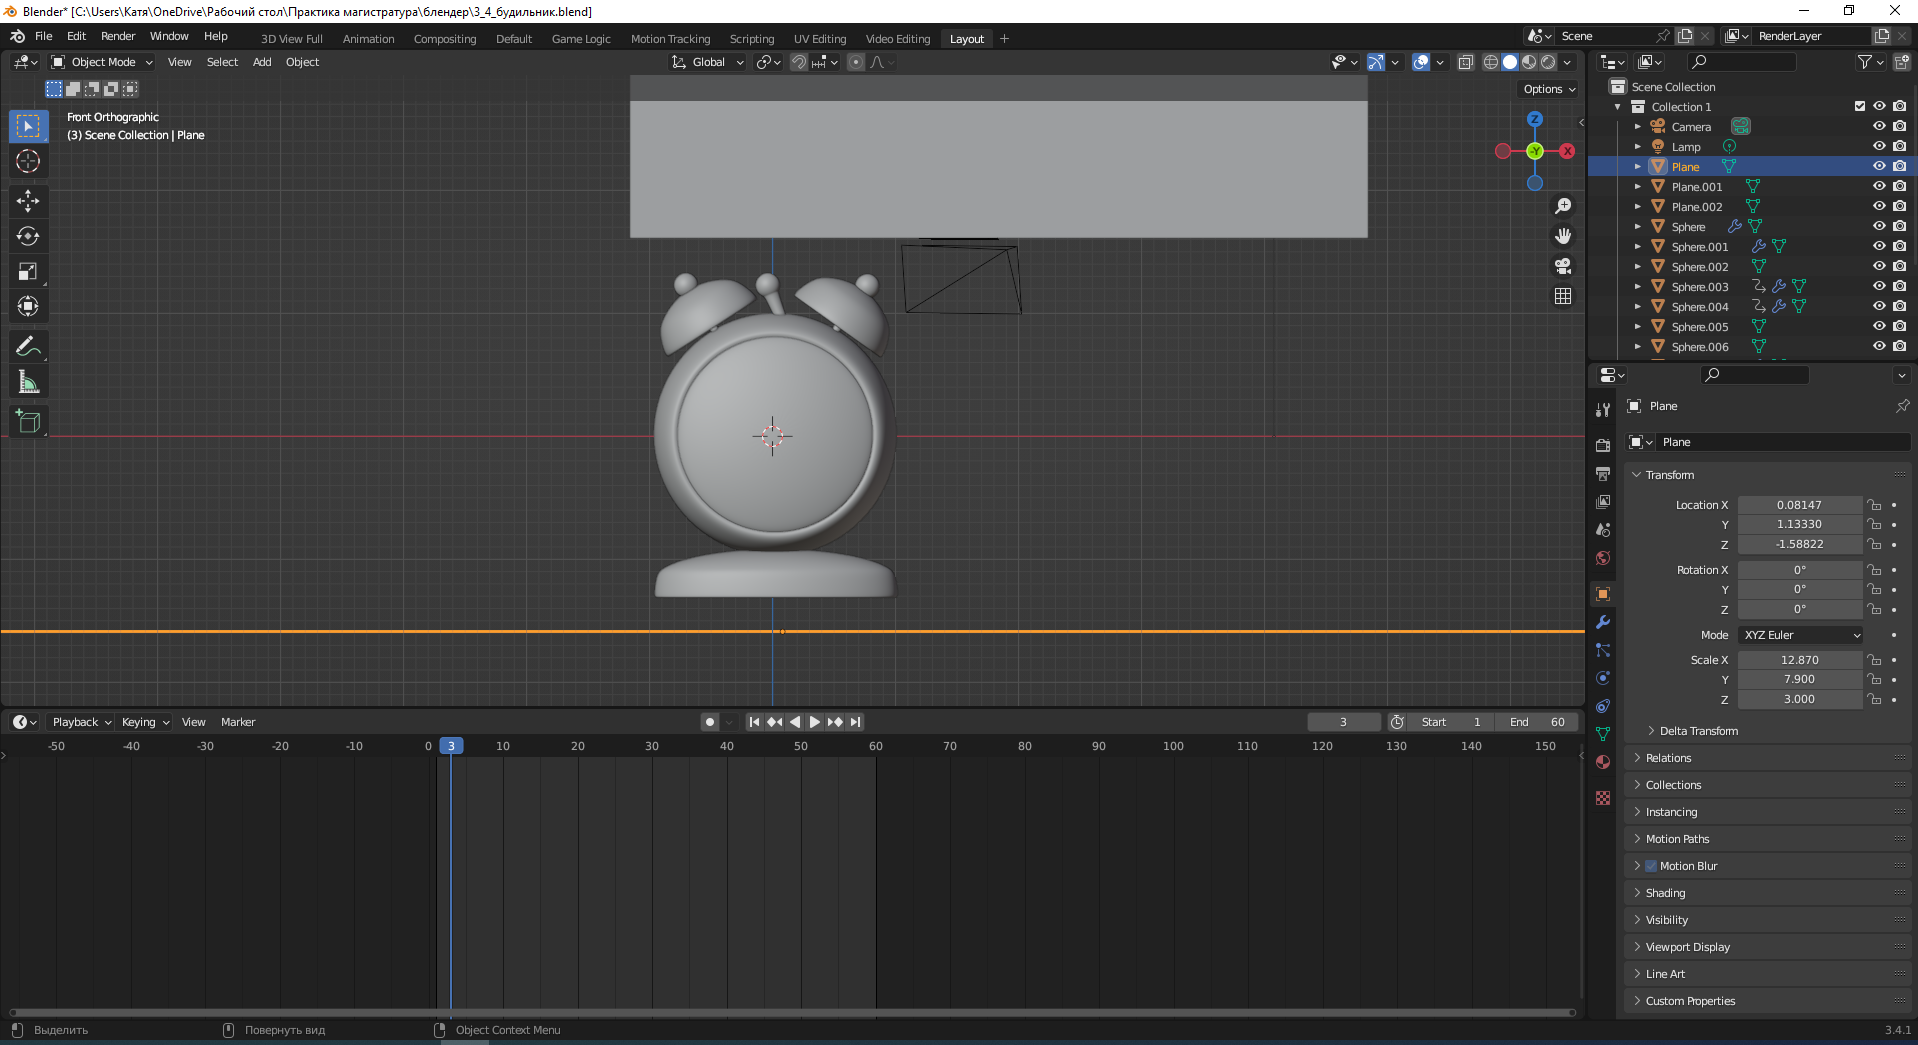 Blender* [C:\Users\Катя\OneDrive\Рабочий стол\Практика магистратура\блендер\3_4_будильник.blend]
File Edit Render Window Help 3D View Full Animation Compositing Default Game Logic Motion Tracking Scripting UV Editing Video Editing Layout + Scene RenderLayer
Object Mode View Select Add Object Global
Options
Front Orthographic
(3) Scene Collection | Plane
Z
-Y
X
Scene Collection
Collection 1
Camera
Lamp
Plane
Plane.001
Plane.002
Sphere
Sphere.001
Sphere.002
Sphere.003
Sphere.004
Sphere.005
Sphere.006
Plane
Plane
Transform
Location X 0.08147
Y 1.13330
Z -1.58822
Rotation X 0°
Y 0°
Z 0°
Mode XYZ Euler
Scale X 12.870
Y 7.900
Z 3.000
Delta Transform
Relations
Collections
Instancing
Motion Paths
Motion Blur
Shading
Visibility
Viewport Display
Line Art
Custom Properties
Playback Keying View Marker 3 Start 1 End 60
-50 -40 -30 -20 -10 0 3 10 20 30 40 50 60 70 80 90 100 110 120 130 140 150
Выделить Повернуть вид Object Context Menu 3.4.1